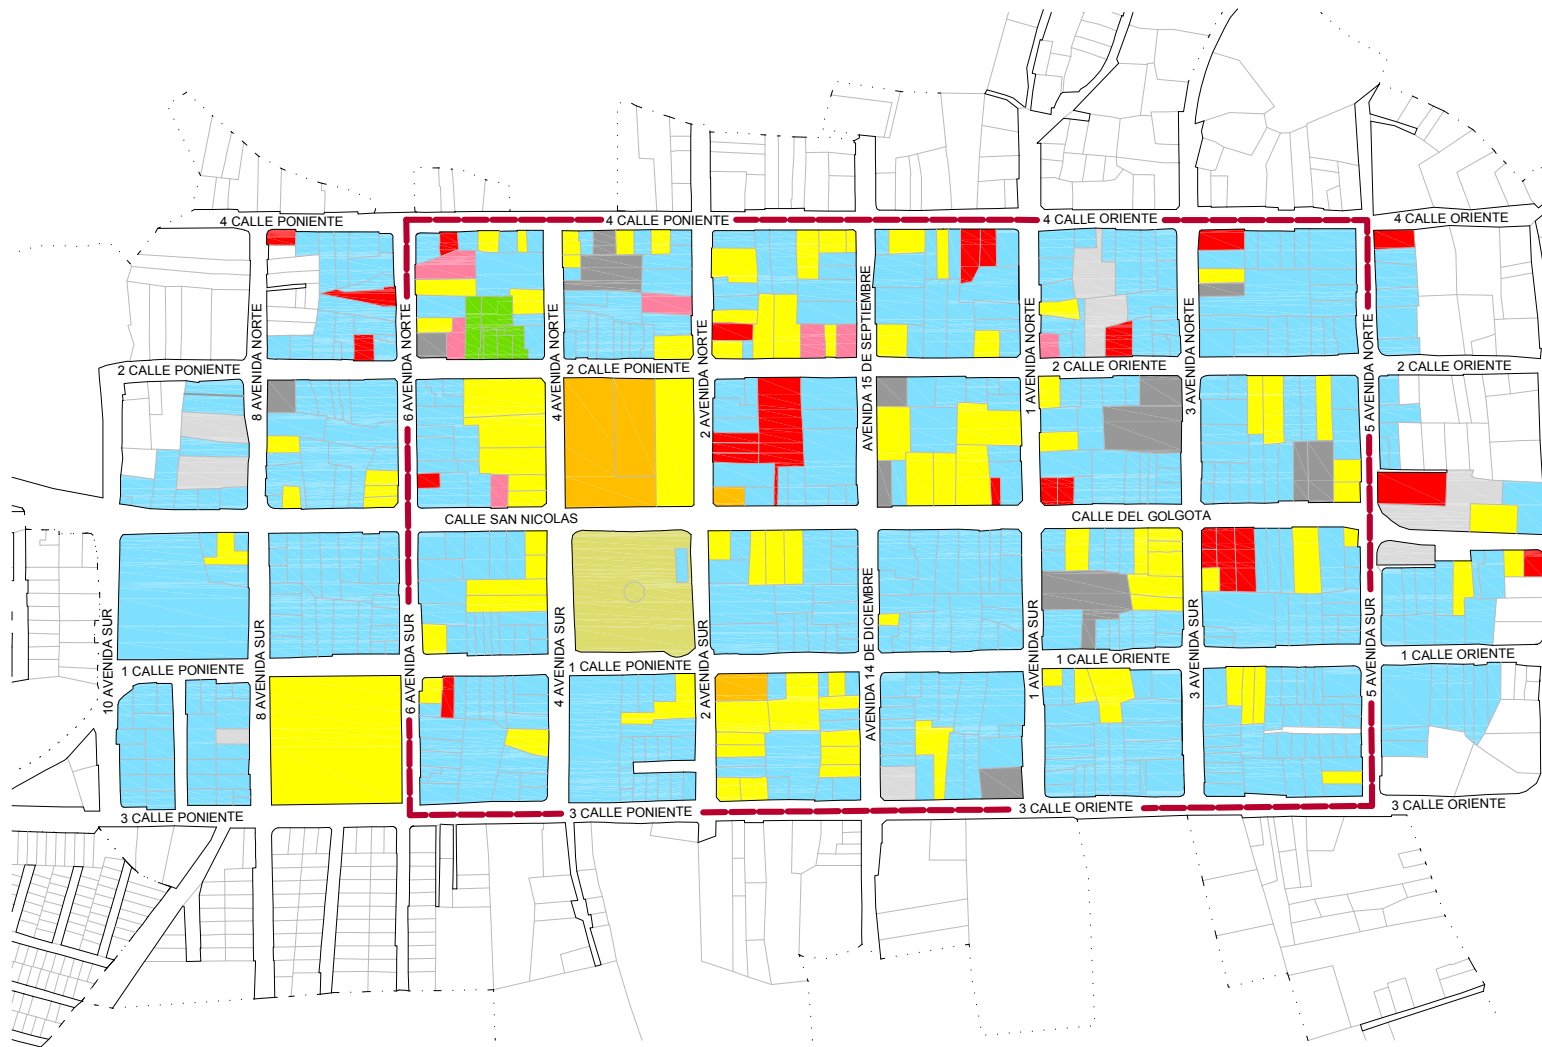 4 CALLE PONIENTE
4 CALLE PONIENTE
4 CALLE ORIENTE
4 CALLE ORIENTE
8 AVENIDA NORTE
6 AVENIDA NORTE
4 AVENIDA NORTE
2 AVENIDA NORTE
AVENIDA 15 DE SEPTIEMBRE
1 AVENIDA NORTE
3 AVENIDA NORTE
5 AVENIDA NORTE
2 CALLE PONIENTE
2 CALLE PONIENTE
2 CALLE ORIENTE
2 CALLE ORIENTE
CALLE SAN NICOLAS
CALLE DEL GOLGOTA
10 AVENIDA SUR
8 AVENIDA SUR
6 AVENIDA SUR
4 AVENIDA SUR
2 AVENIDA SUR
AVENIDA 14 DE DICIEMBRE
1 AVENIDA SUR
3 AVENIDA SUR
5 AVENIDA SUR
1 CALLE PONIENTE
1 CALLE PONIENTE
1 CALLE ORIENTE
1 CALLE ORIENTE
3 CALLE PONIENTE
3 CALLE PONIENTE
3 CALLE ORIENTE
3 CALLE ORIENTE